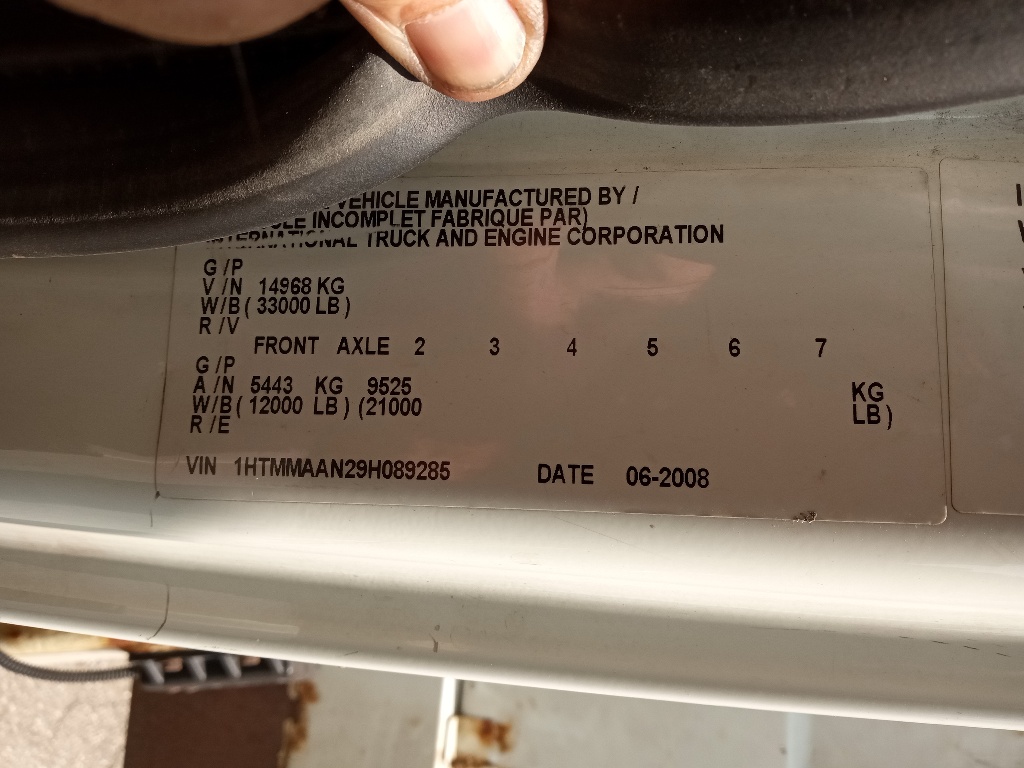 VEHICLE MANUFACTURED BY /
INCOMPLET FABRIQUE PAR)
INTERNATIONAL TRUCK AND ENGINE CORPORATION
G /P
V /N 14968 KG
W/B ( 33000 LB )
R /V
FRONT AXLE 2 3 4 5 6 7
G /P
A /N 5443 KG 9525 KG
W/B ( 12000 LB ) (21000 LB )
R /E
VIN 1HTMMAAN29H089285 DATE 06-2008